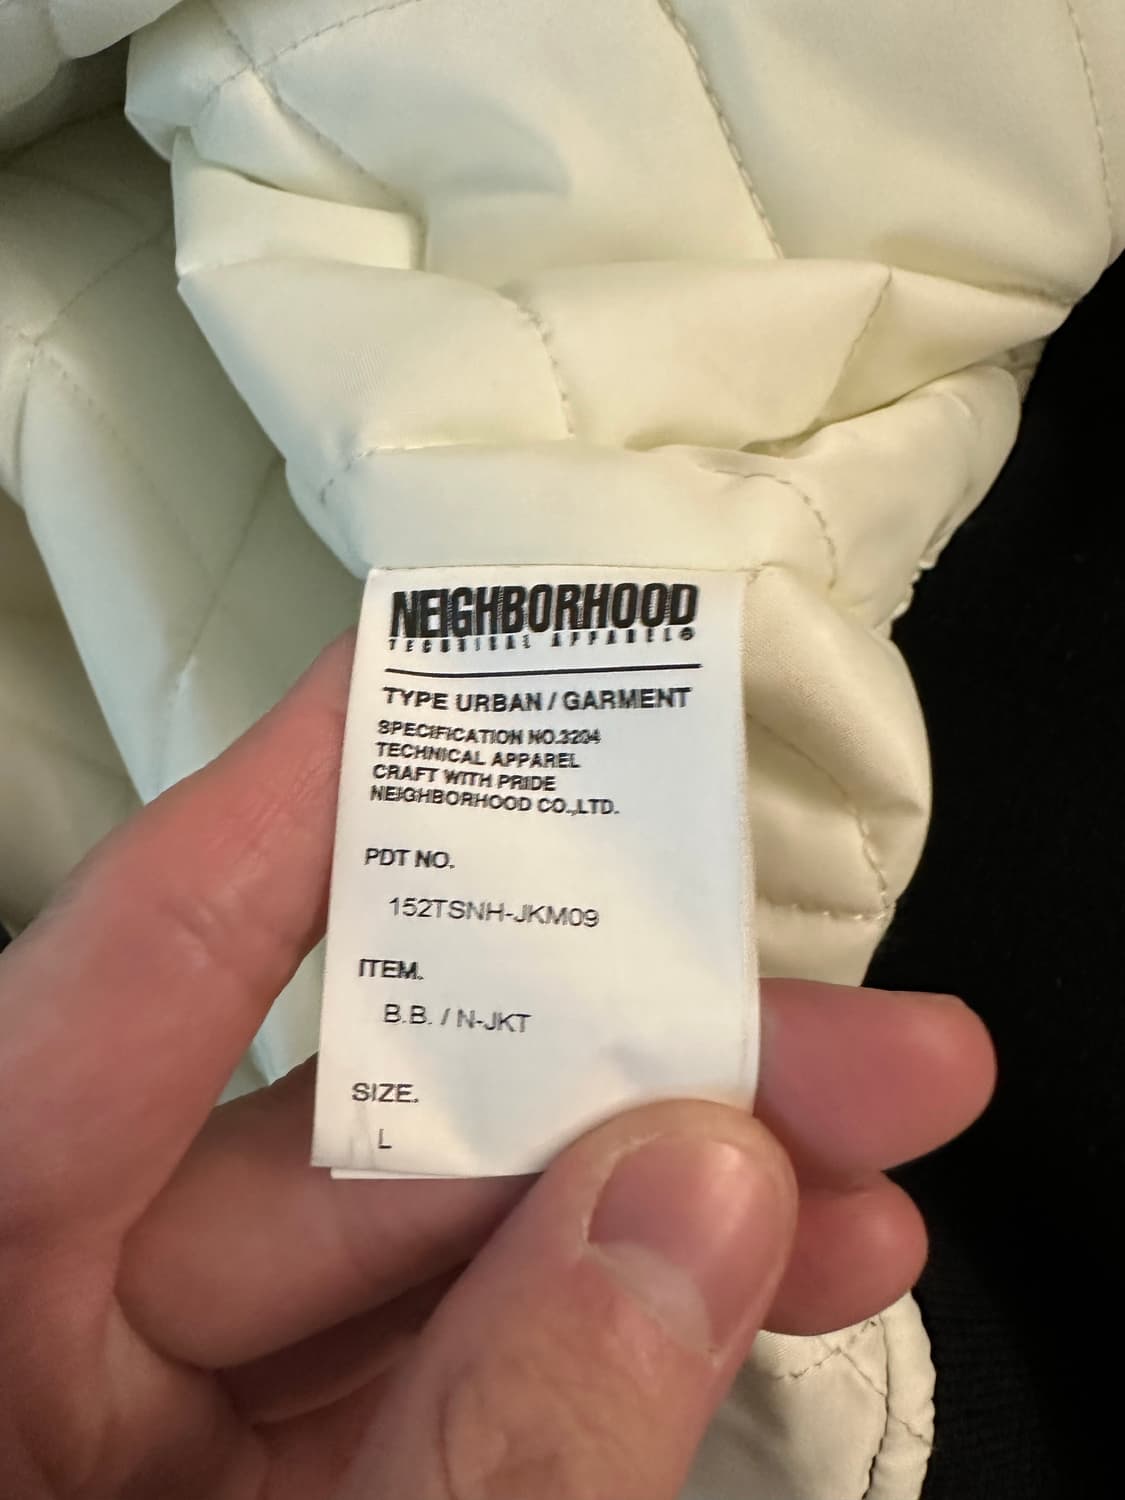 NEIGHBORHOOD
TECHNICAL APPAREL®
TYPE URBAN / GARMENT
SPECIFICATION NO.3204
TECHNICAL APPAREL
CRAFT WITH PRIDE
NEIGHBORHOOD CO.,LTD.
PDT NO.
152TSNH-JKM09
ITEM.
B.B. / N-JKT
SIZE.
L